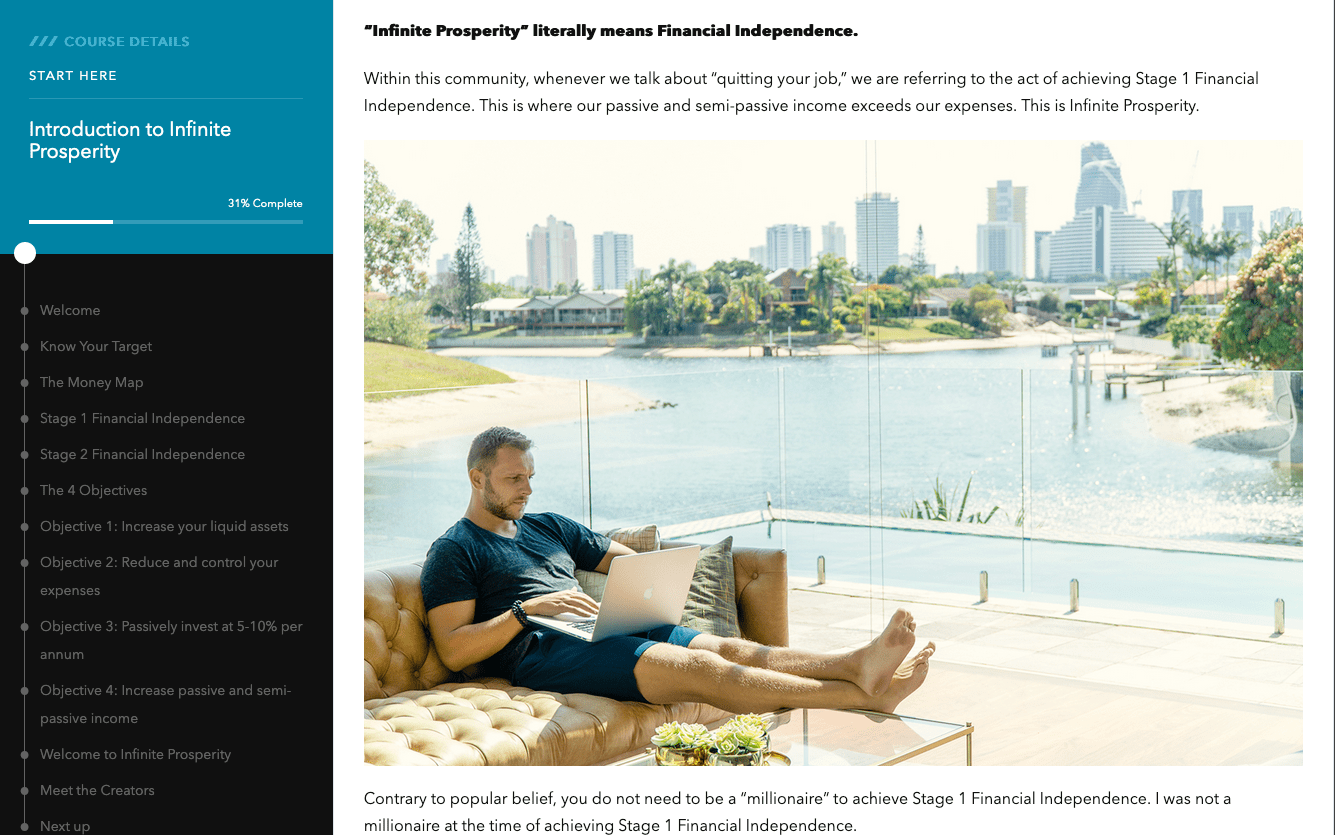 /// COURSE DETAILS
START HERE
Introduction to Infinite
Prosperity
31% Complete
Welcome
Know Your Target
The Money Map
Stage 1 Financial Independence
Stage 2 Financial Independence
The 4 Objectives
Objective 1: Increase your liquid assets
Objective 2: Reduce and control your
expenses
Objective 3: Passively invest at 5-10% per
annum
Objective 4: Increase passive and semi-
passive income
Welcome to Infinite Prosperity
Meet the Creators
Next up
“Infinite Prosperity” literally means Financial Independence.
Within this community, whenever we talk about “quitting your job,” we are referring to the act of achieving Stage 1 Financial
Independence. This is where our passive and semi-passive income exceeds our expenses. This is Infinite Prosperity.
Contrary to popular belief, you do not need to be a “millionaire” to achieve Stage 1 Financial Independence. I was not a
millionaire at the time of achieving Stage 1 Financial Independence.